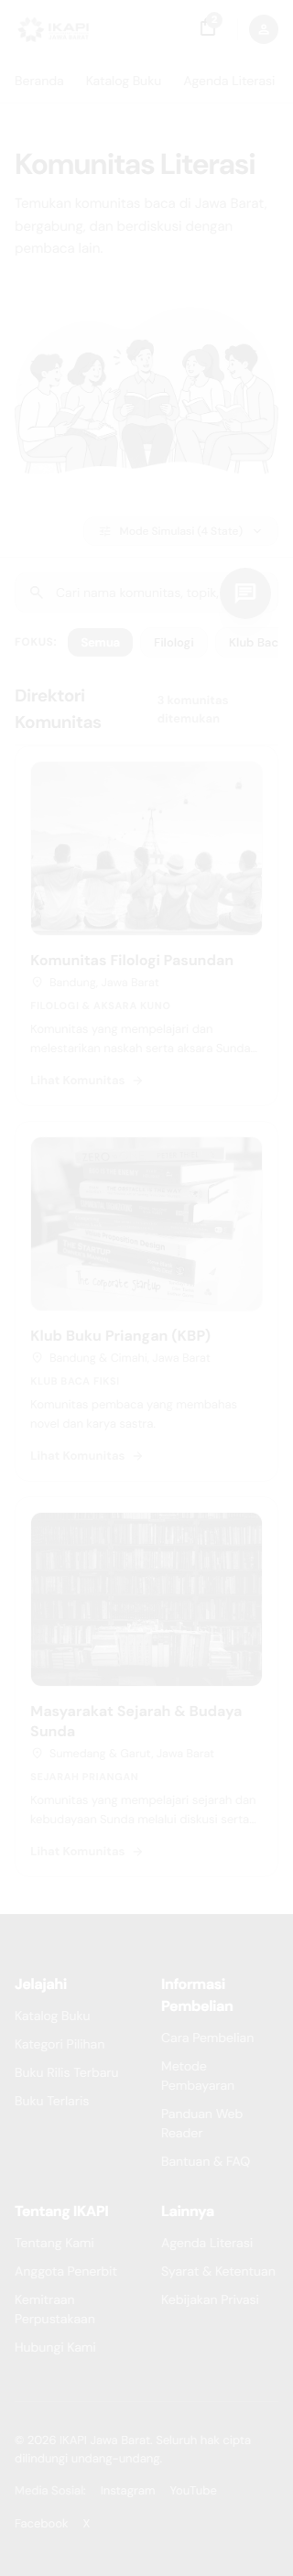 IKAPI
JAWA BARAT
Beranda Katalog Buku Agenda Literasi
Komunitas Literasi
Temukan komunitas baca di Jawa Barat,
bergabung, dan berdiskusi dengan
pembaca lain.
Mode Simulasi (4 State)
Cari nama komunitas, topik,
FOKUS: Semua Filologi Klub Bac
Direktori
Komunitas
3 komunitas
ditemukan
Komunitas Filologi Pasundan
Bandung, Jawa Barat
FILOLOGI & AKSARA KUNO
Komunitas yang mempelajari dan
melestarikan naskah serta aksara Sunda...
Lihat Komunitas →
Klub Buku Priangan (KBP)
Bandung & Cimahi, Jawa Barat
KLUB BACA FIKSI
Komunitas pembaca yang membahas
novel dan karya sastra.
Lihat Komunitas →
Masyarakat Sejarah & Budaya
Sunda
Sumedang & Garut, Jawa Barat
SEJARAH PRIANGAN
Komunitas yang mempelajari sejarah dan
kebudayaan Sunda melalui diskusi serta...
Lihat Komunitas →
Jelajahi
Katalog Buku
Kategori Pilihan
Buku Rilis Terbaru
Buku Terlaris
Informasi
Pembelian
Cara Pembelian
Metode
Pembayaran
Panduan Web
Reader
Bantuan & FAQ
Tentang IKAPI
Tentang Kami
Anggota Penerbit
Kemitraan
Perpustakaan
Hubungi Kami
Lainnya
Agenda Literasi
Syarat & Ketentuan
Kebijakan Privasi
© 2026 IKAPI Jawa Barat. Seluruh hak cipta
dilindungi undang-undang.
Media Sosial: Instagram YouTube
Facebook X